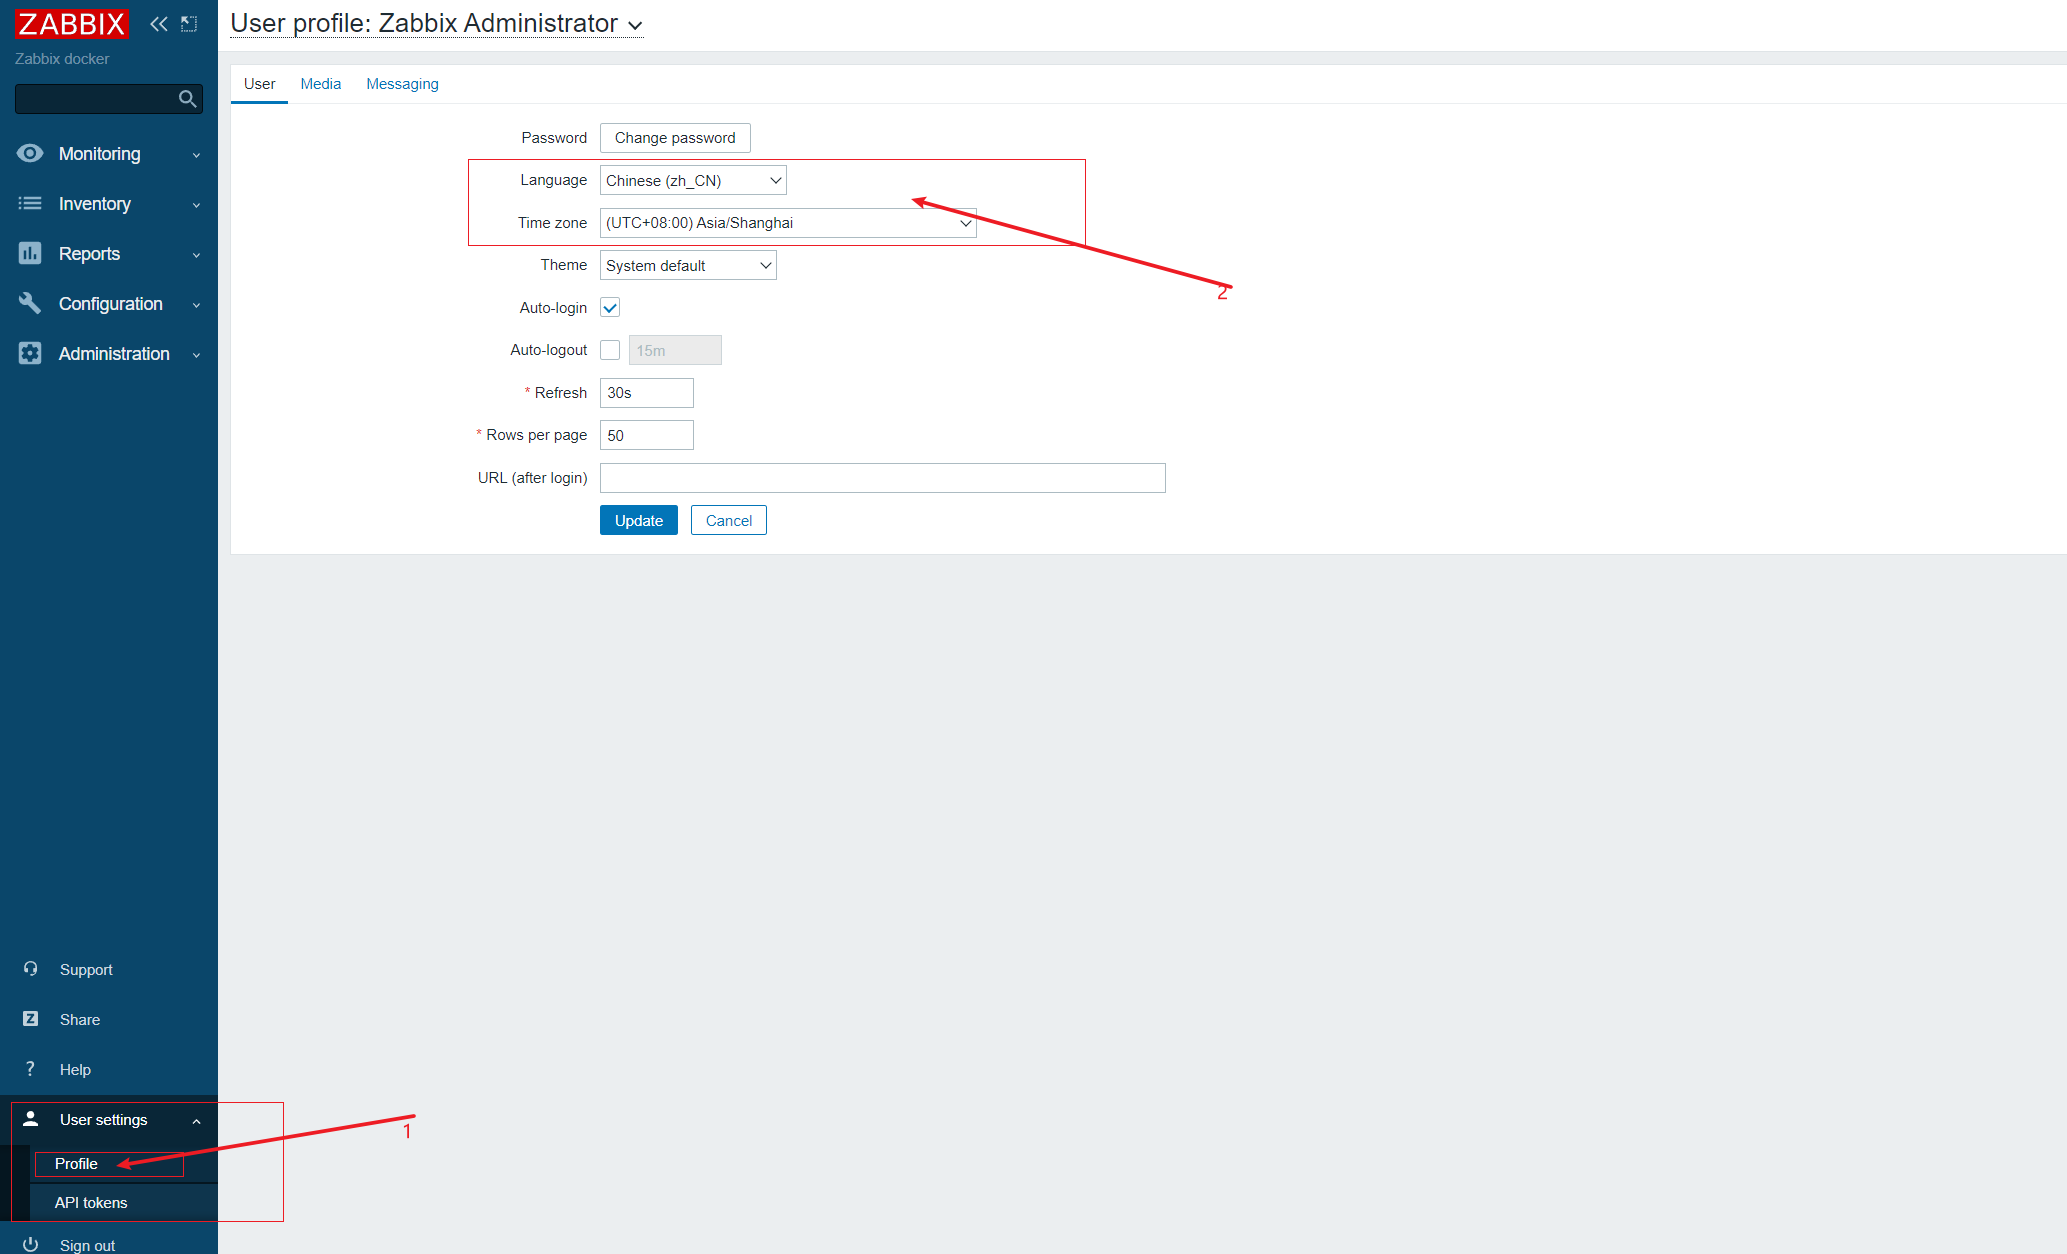 ZABBIX
Zabbix docker
Monitoring
Inventory
Reports
Configuration
Administration
Support
Share
Help
User settings
Profile
API tokens
Sign out
User profile: Zabbix Administrator
User Media Messaging
Password Change password
Language Chinese (zh_CN)
Time zone (UTC+08:00) Asia/Shanghai
Theme System default
Auto-login
Auto-logout 15m
* Refresh 30s
* Rows per page 50
URL (after login)
Update Cancel
2
1